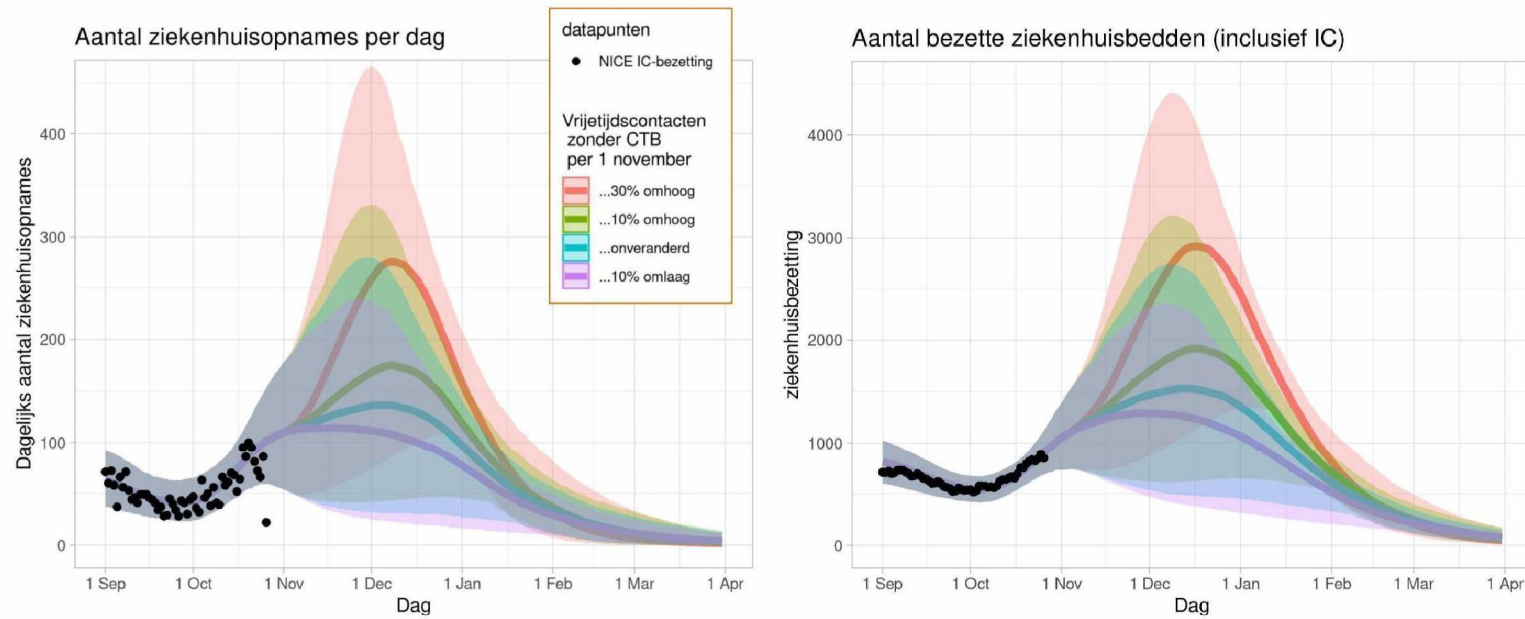 Aantal ziekenhuisopnames per dag
Dagelijks aantal ziekenhuisopnames
400
300
200
100
0
1 Sep
1 Oct
1 Nov
1 Dec
1 Jan
1 Feb
1 Mar
1 Apr
Dag
datapunten
NICE IC-bezetting
Vrijetijdscontacten
zonder CTB
per 1 november
...30% omhoog
...10% omhoog
...onveranderd
...10% omlaag
Aantal bezette ziekenhuisbedden (inclusief IC)
ziekenhuisbezetting
4000
3000
2000
1000
0
1 Sep
1 Oct
1 Nov
1 Dec
1 Jan
1 Feb
1 Mar
1 Apr
Dag